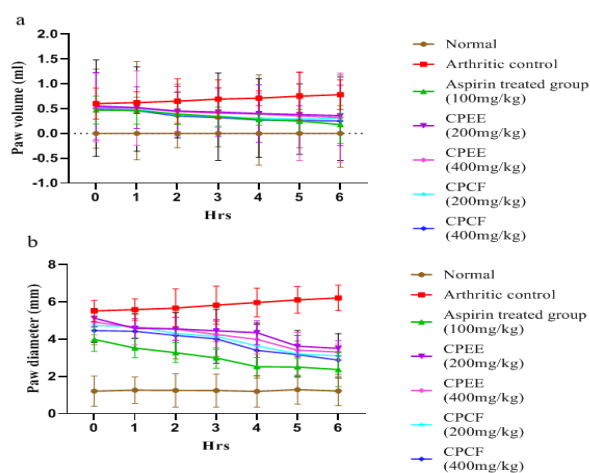 a
2.0
1.5
1.0
0.5
0.0
-0.5
-1.0
Paw volume (ml)
0 1 2 3 4 5 6
Hrs
Normal
Arthritic control
Aspirin treated group
(100mg/kg)
CPEE
(200mg/kg)
CPEE
(400mg/kg)
CPCF
(200mg/kg)
CPCF
(400mg/kg)
b
8
6
4
2
0
Paw diameter (mm)
0 1 2 3 4 5 6
Hrs
Normal
Arthritic control
Aspirin treated group
(100mg/kg)
CPEE
(200mg/kg)
CPEE
(400mg/kg)
CPCF
(200mg/kg)
CPCF
(400mg/kg)